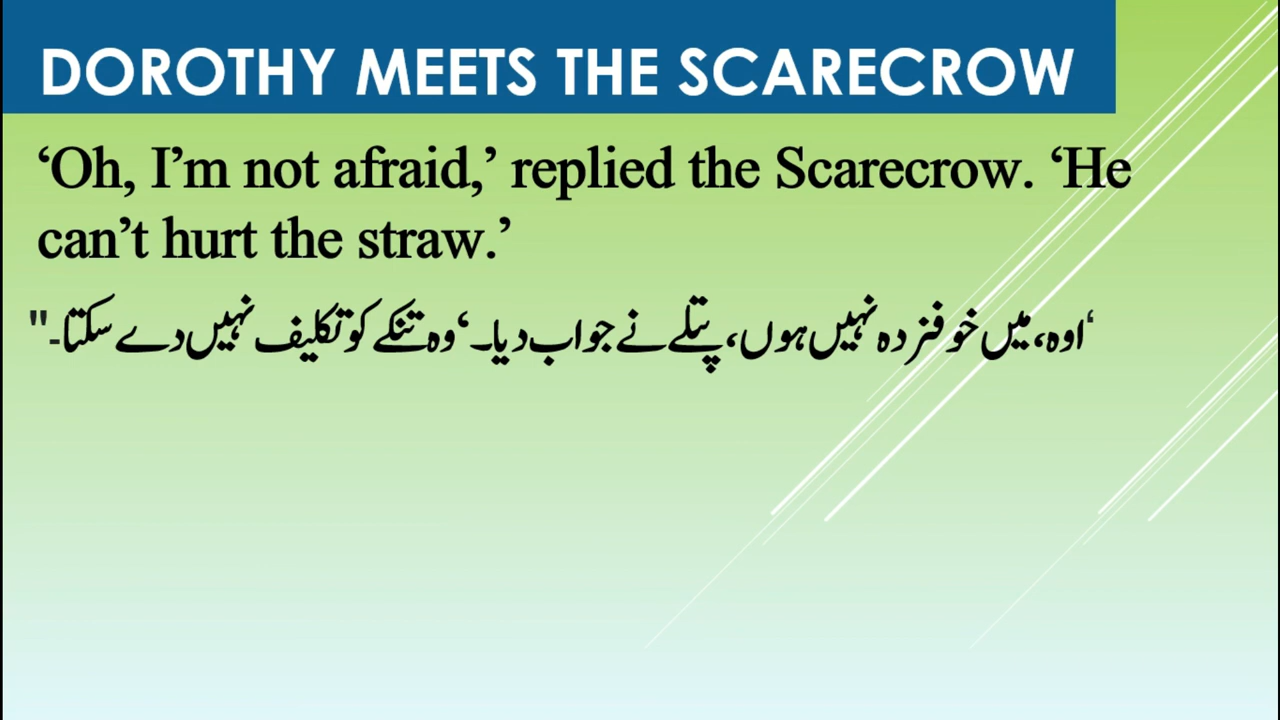 DOROTHY MEETS THE SCARECROW
‘Oh, I’m not afraid,’ replied the Scarecrow. ‘He
can’t hurt the straw.’
‘اوہ، میں خوفزدہ نہیں ہوں، پتلے نے جواب دیا۔ ‘وہ تنکے کو تکلیف نہیں دے سکتا۔"